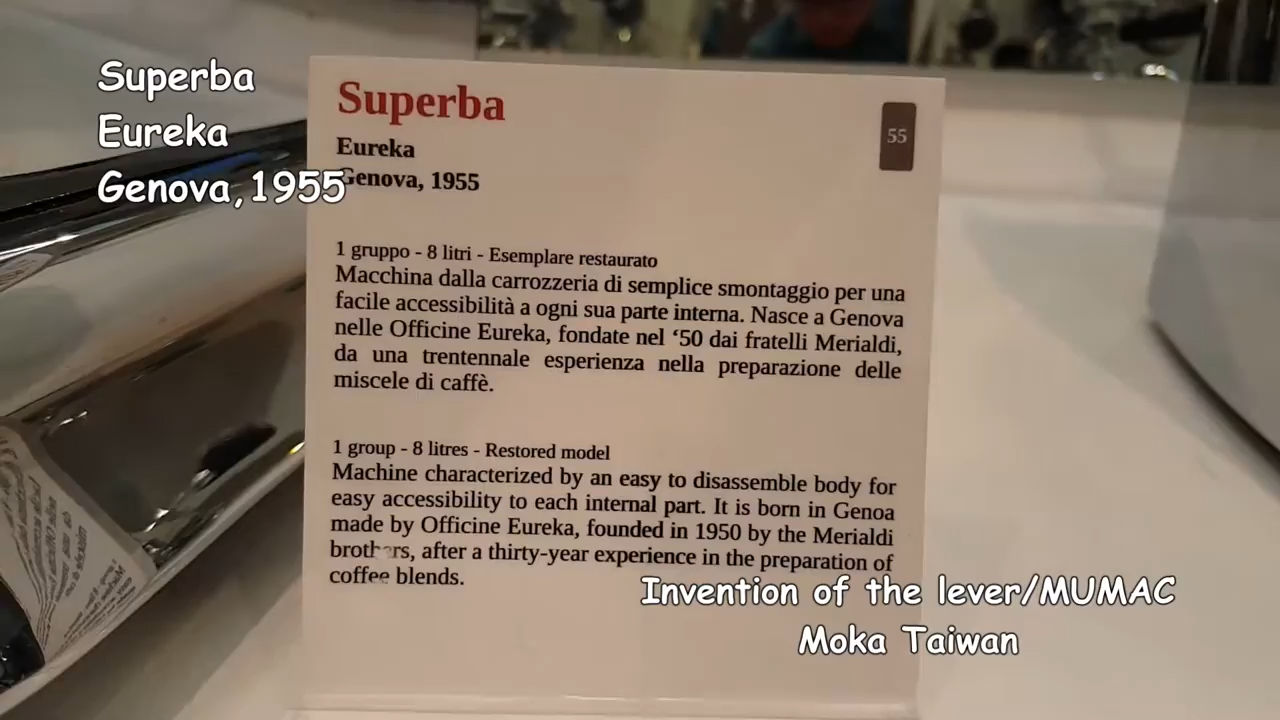 Superba
Eureka
Genova,1955
Superba
55
Eureka
Genova, 1955
1 gruppo - 8 litri - Esemplare restaurato
Macchina dalla carrozzeria di semplice smontaggio per una
facile accessibilità a ogni sua parte interna. Nasce a Genova
nelle Officine Eureka, fondate nel ‘50 dai fratelli Merialdi,
da una trentennale esperienza nella preparazione delle
miscele di caffè.
1 group - 8 litres - Restored model
Machine characterized by an easy to disassemble body for
easy accessibility to each internal part. It is born in Genoa
made by Officine Eureka, founded in 1950 by the Merialdi
brothers, after a thirty-year experience in the preparation of
coffee blends.
Invention of the lever/MUMAC
Moka Taiwan